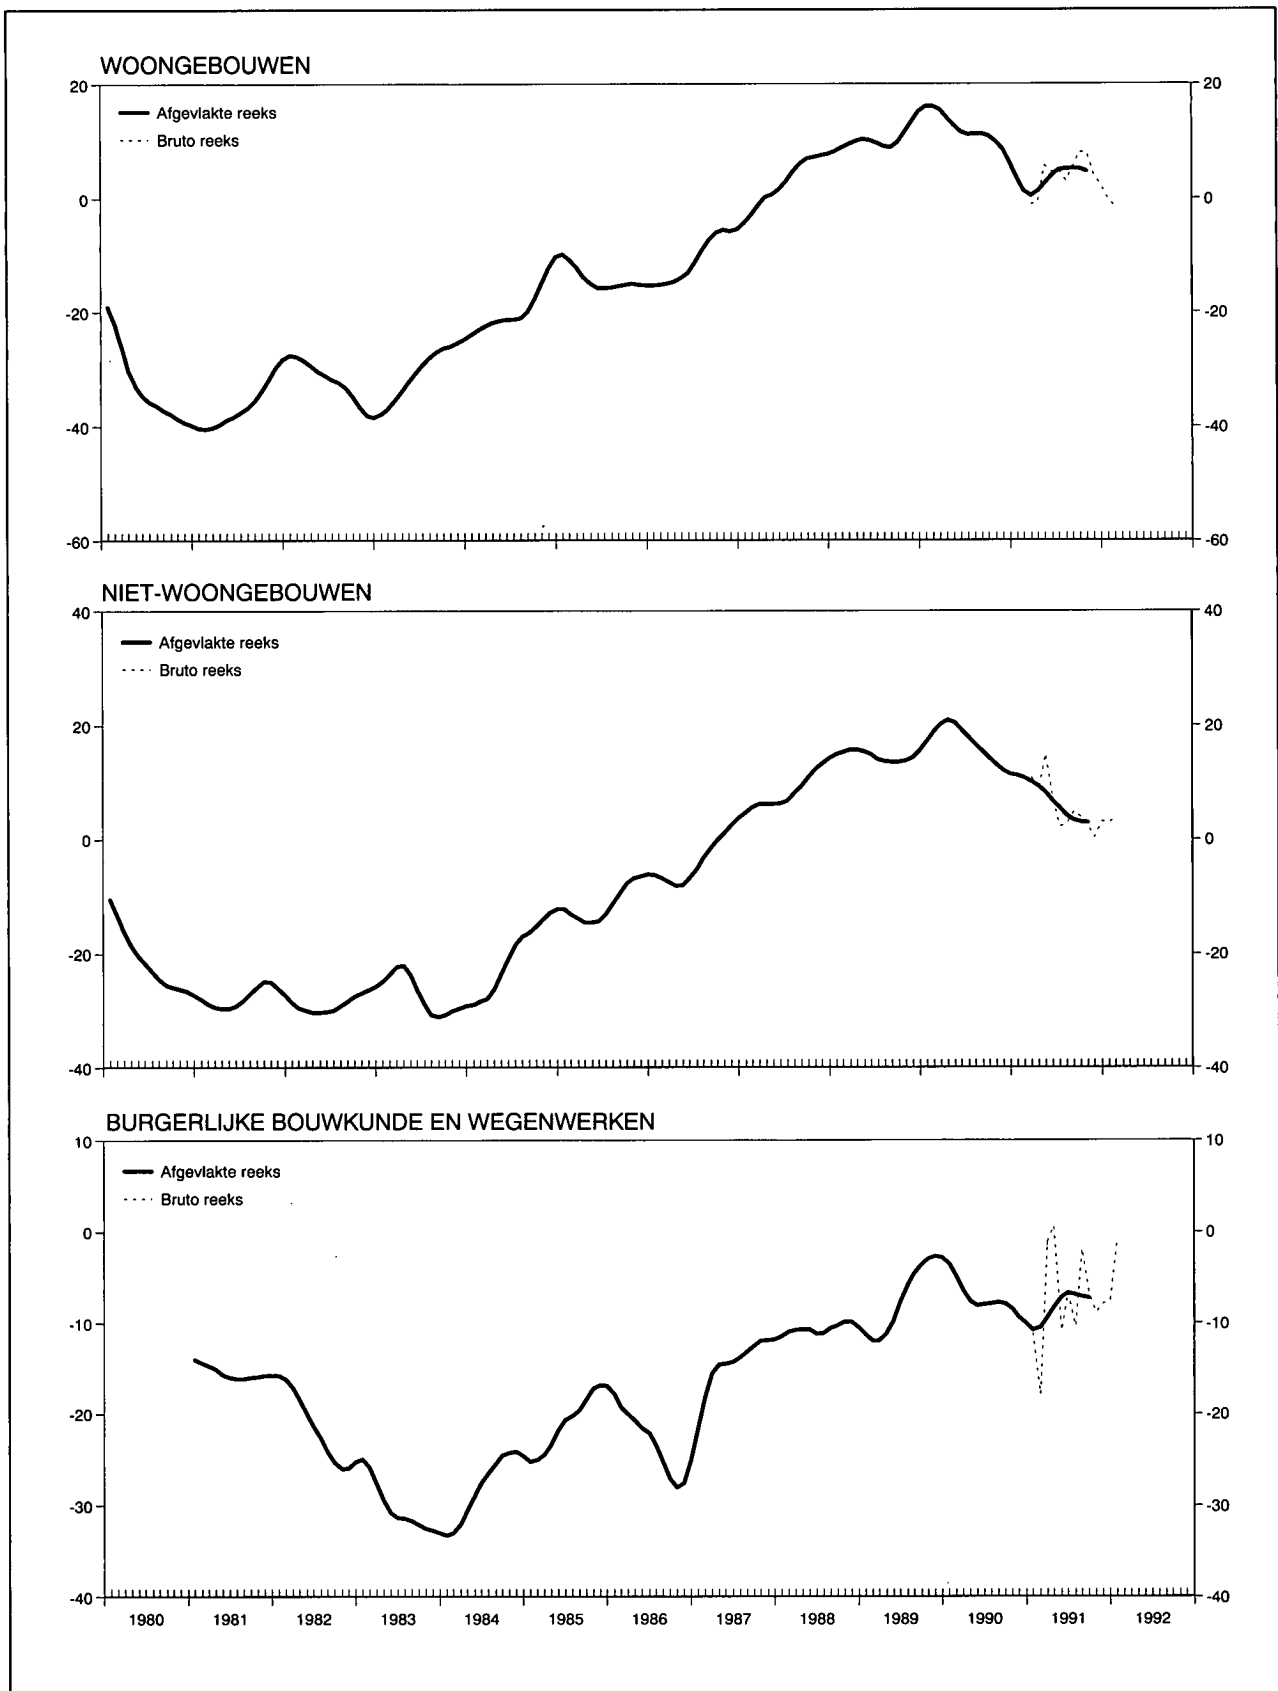 WOONGEBOUWEN
20 20
Afgevlakte reeks
Bruto reeks
0 0
-20 -20
-40 -40
-60 -60
NIET-WOONGEBOUWEN
40 40
Afgevlakte reeks
Bruto reeks
20 20
0 0
-20 -20
-40 -40
BURGERLIJKE BOUWKUNDE EN WEGENWERKEN
10 10
Afgevlakte reeks
Bruto reeks
0 0
-10 -10
-20 -20
-30 -30
-40 -40
1980 1981 1982 1983 1984 1985 1986 1987 1988 1989 1990 1991 1992